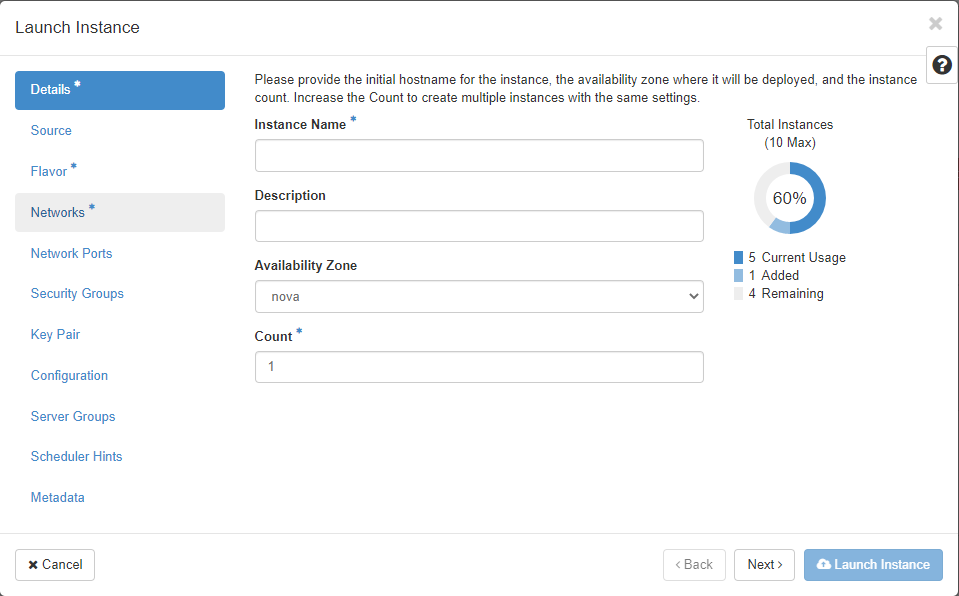 Launch Instance
Details *
Source
Flavor *
Networks *
Network Ports
Security Groups
Key Pair
Configuration
Server Groups
Scheduler Hints
Metadata
Please provide the initial hostname for the instance, the availability zone where it will be deployed, and the instance
count. Increase the Count to create multiple instances with the same settings.
Instance Name *
Description
Availability Zone
nova
Count *
1
Total Instances
(10 Max)
60%
5 Current Usage
1 Added
4 Remaining
✖ Cancel
‹ Back
Next ›
Launch Instance